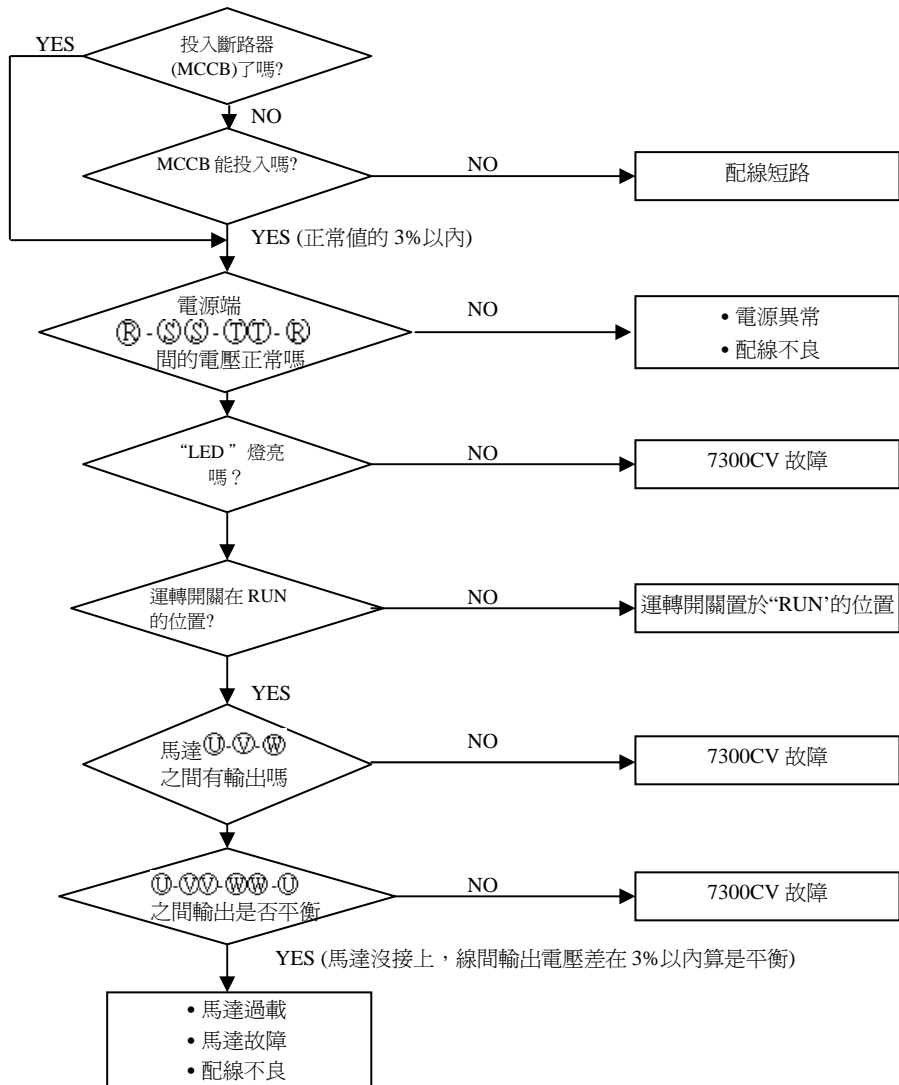 YES
投入斷路器
(MCCB)了嗎?
NO
MCCB 能投入嗎?
NO
配線短路
YES (正常值的 3%以內)
電源端
Ⓡ-ⓈⓈ-ⓉⓉ-Ⓡ
間的電壓正常嗎
NO
• 電源異常
• 配線不良
“LED ”燈亮
嗎？
NO
7300CV 故障
運轉開關在 RUN
的位置?
NO
運轉開關置於“RUN’的位置
YES
馬達Ⓤ-Ⓥ-Ⓦ
之間有輸出嗎
NO
7300CV 故障
Ⓤ-ⓋⓋ-ⓌⓌ-Ⓤ
之間輸出是否平衡
NO
7300CV 故障
YES (馬達沒接上，線間輸出電壓差在 3%以內算是平衡)
• 馬達過載
• 馬達故障
• 配線不良